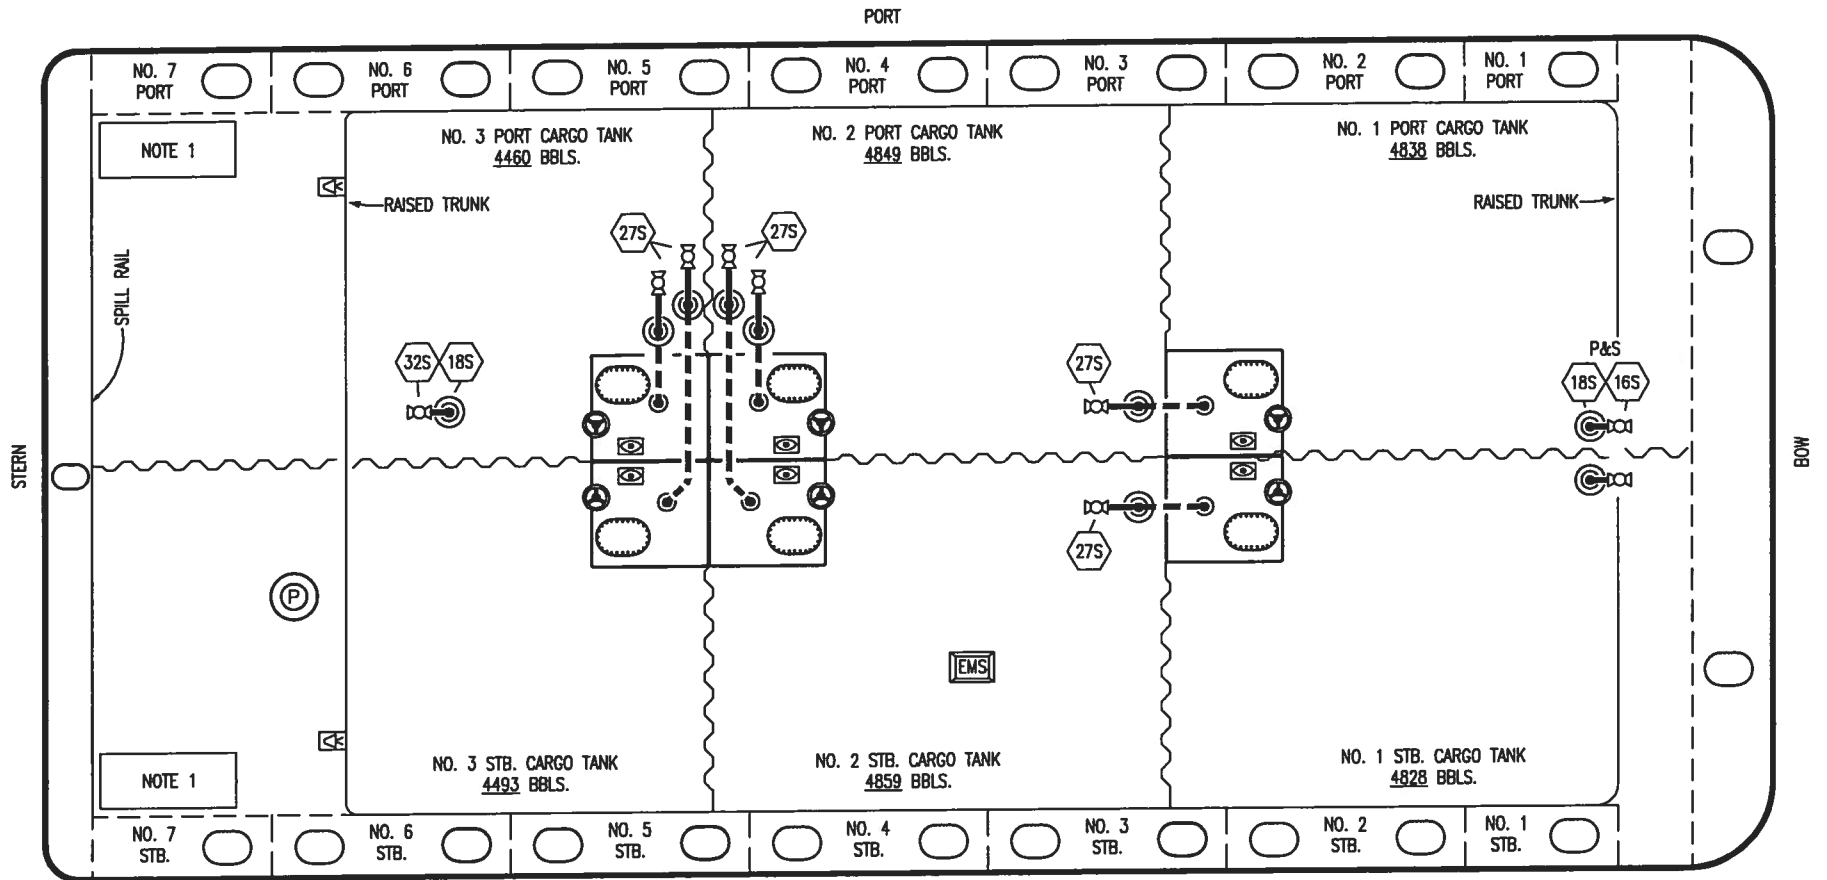 PORT
NO. 7
PORT
NO. 6
PORT
NO. 5
PORT
NO. 4
PORT
NO. 3
PORT
NO. 2
PORT
NO. 1
PORT
NOTE 1
NO. 3 PORT CARGO TANK
4460 BBLS.
NO. 2 PORT CARGO TANK
4849 BBLS.
NO. 1 PORT CARGO TANK
4838 BBLS.
RAISED TRUNK
RAISED TRUNK
27S
27S
SPILL RAIL
32S
18S
27S
P&S
18S
16S
STERN
BOW
27S
P
EMS
NO. 3 STB. CARGO TANK
4493 BBLS.
NO. 2 STB. CARGO TANK
4859 BBLS.
NO. 1 STB. CARGO TANK
4828 BBLS.
NOTE 1
NO. 7
STB.
NO. 6
STB.
NO. 5
STB.
NO. 4
STB.
NO. 3
STB.
NO. 2
STB.
NO. 1
STB.